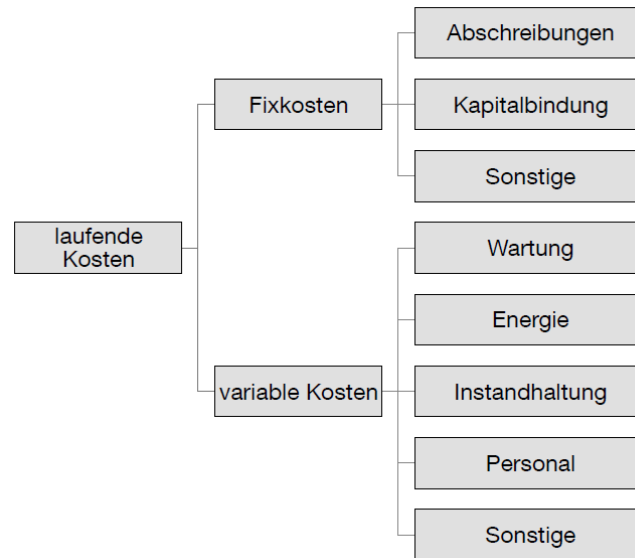 Abschreibungen
Fixkosten
Kapitalbindung
Sonstige
laufende
Kosten
Wartung
Energie
variable Kosten
Instandhaltung
Personal
Sonstige